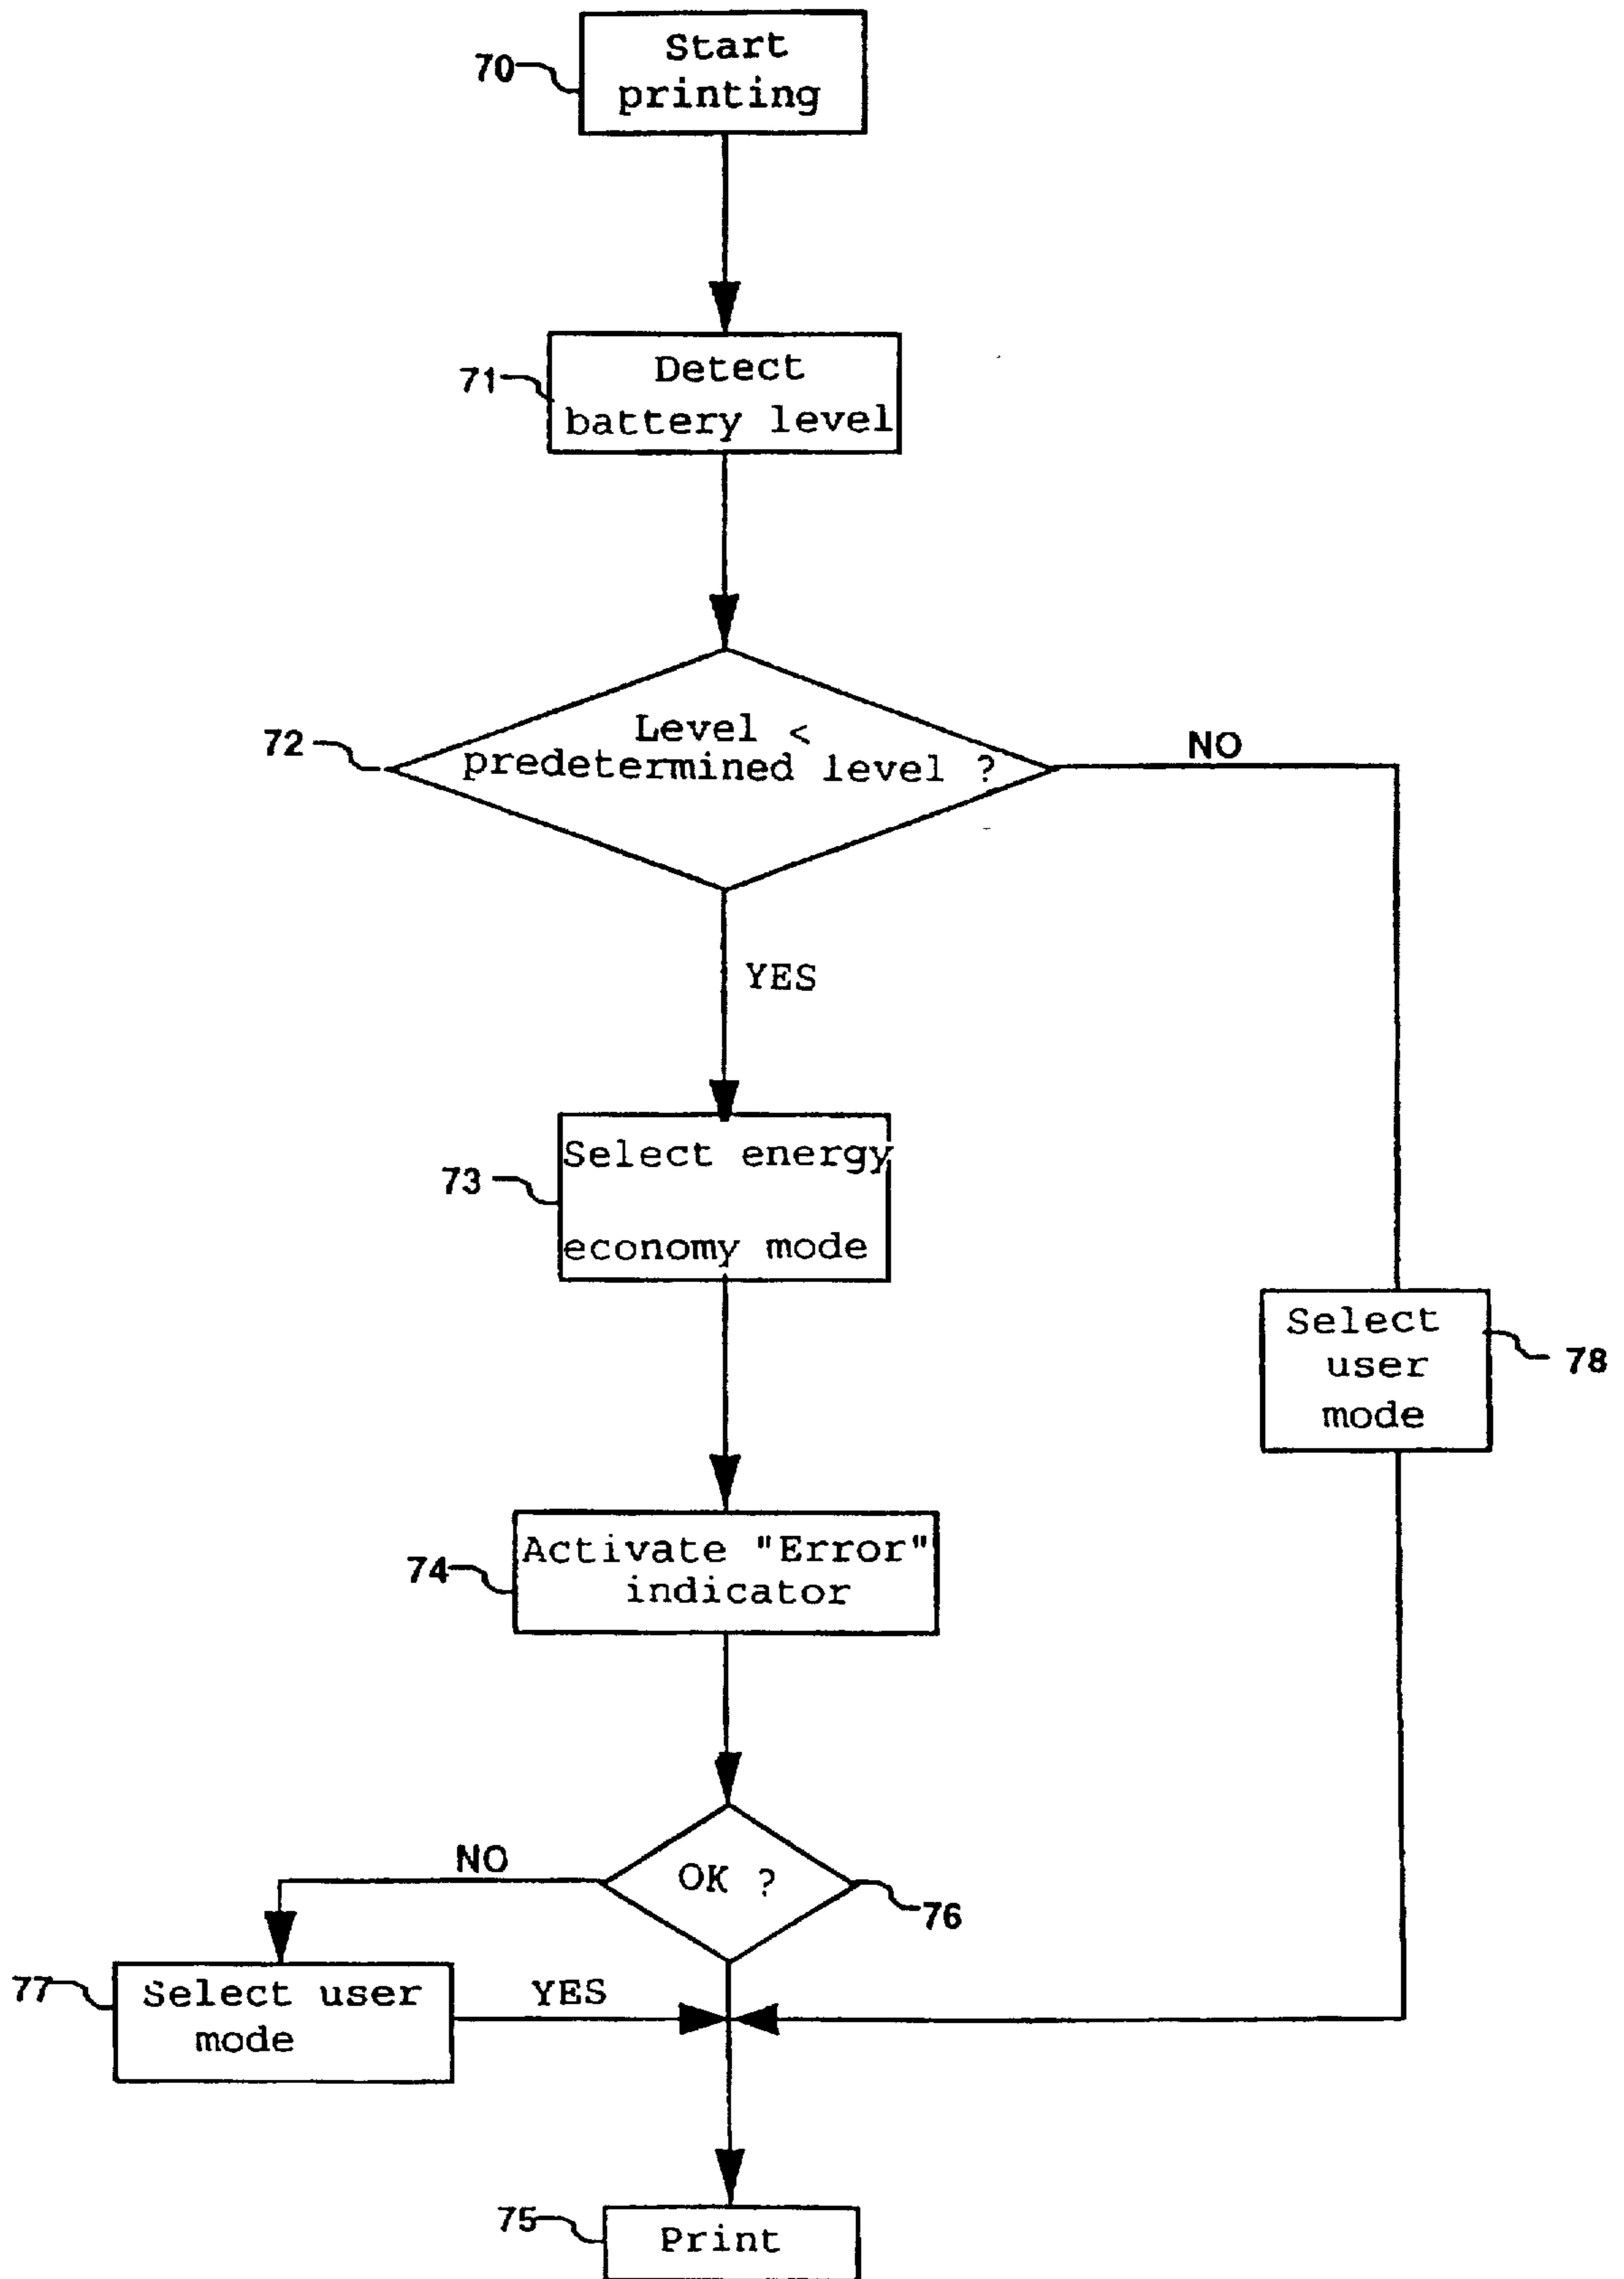 70
Start
printing
71
Detect
battery level
72
Level <
predetermined level ?
NO
YES
73
Select energy
economy mode
78
Select
user
mode
74
Activate "Error"
indicator
NO
OK ?
76
77
Select user
mode
YES
75
Print